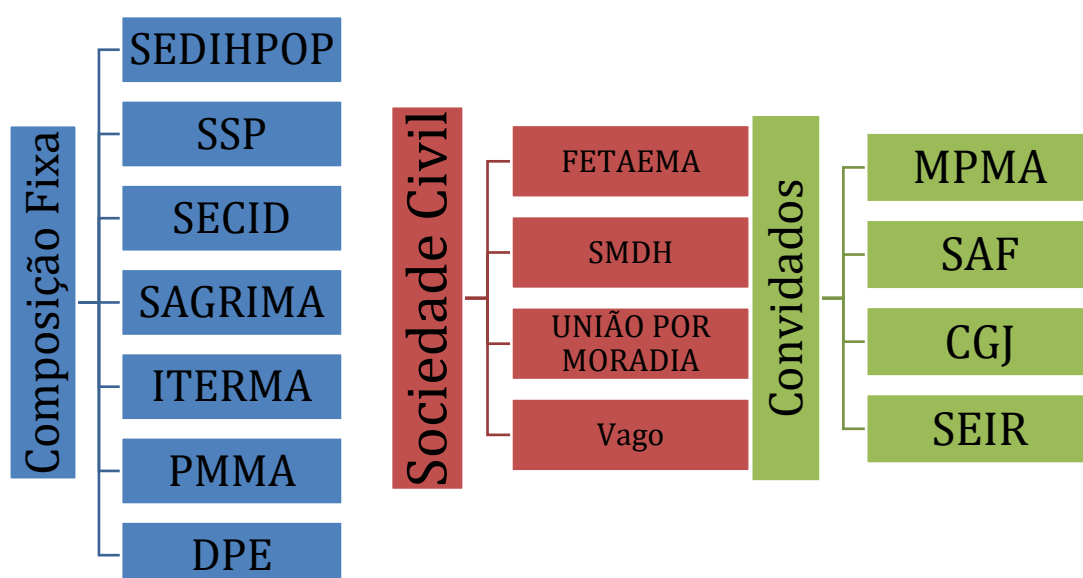 Composição Fixa
SEDIHPOP
SSP
SECID
SAGRIMA
ITERMA
PMMA
DPE
Sociedade Civil
FETAEMA
SMDH
UNIÃO POR
MORADIA
Vago
Convidados
MPMA
SAF
CGJ
SEIR